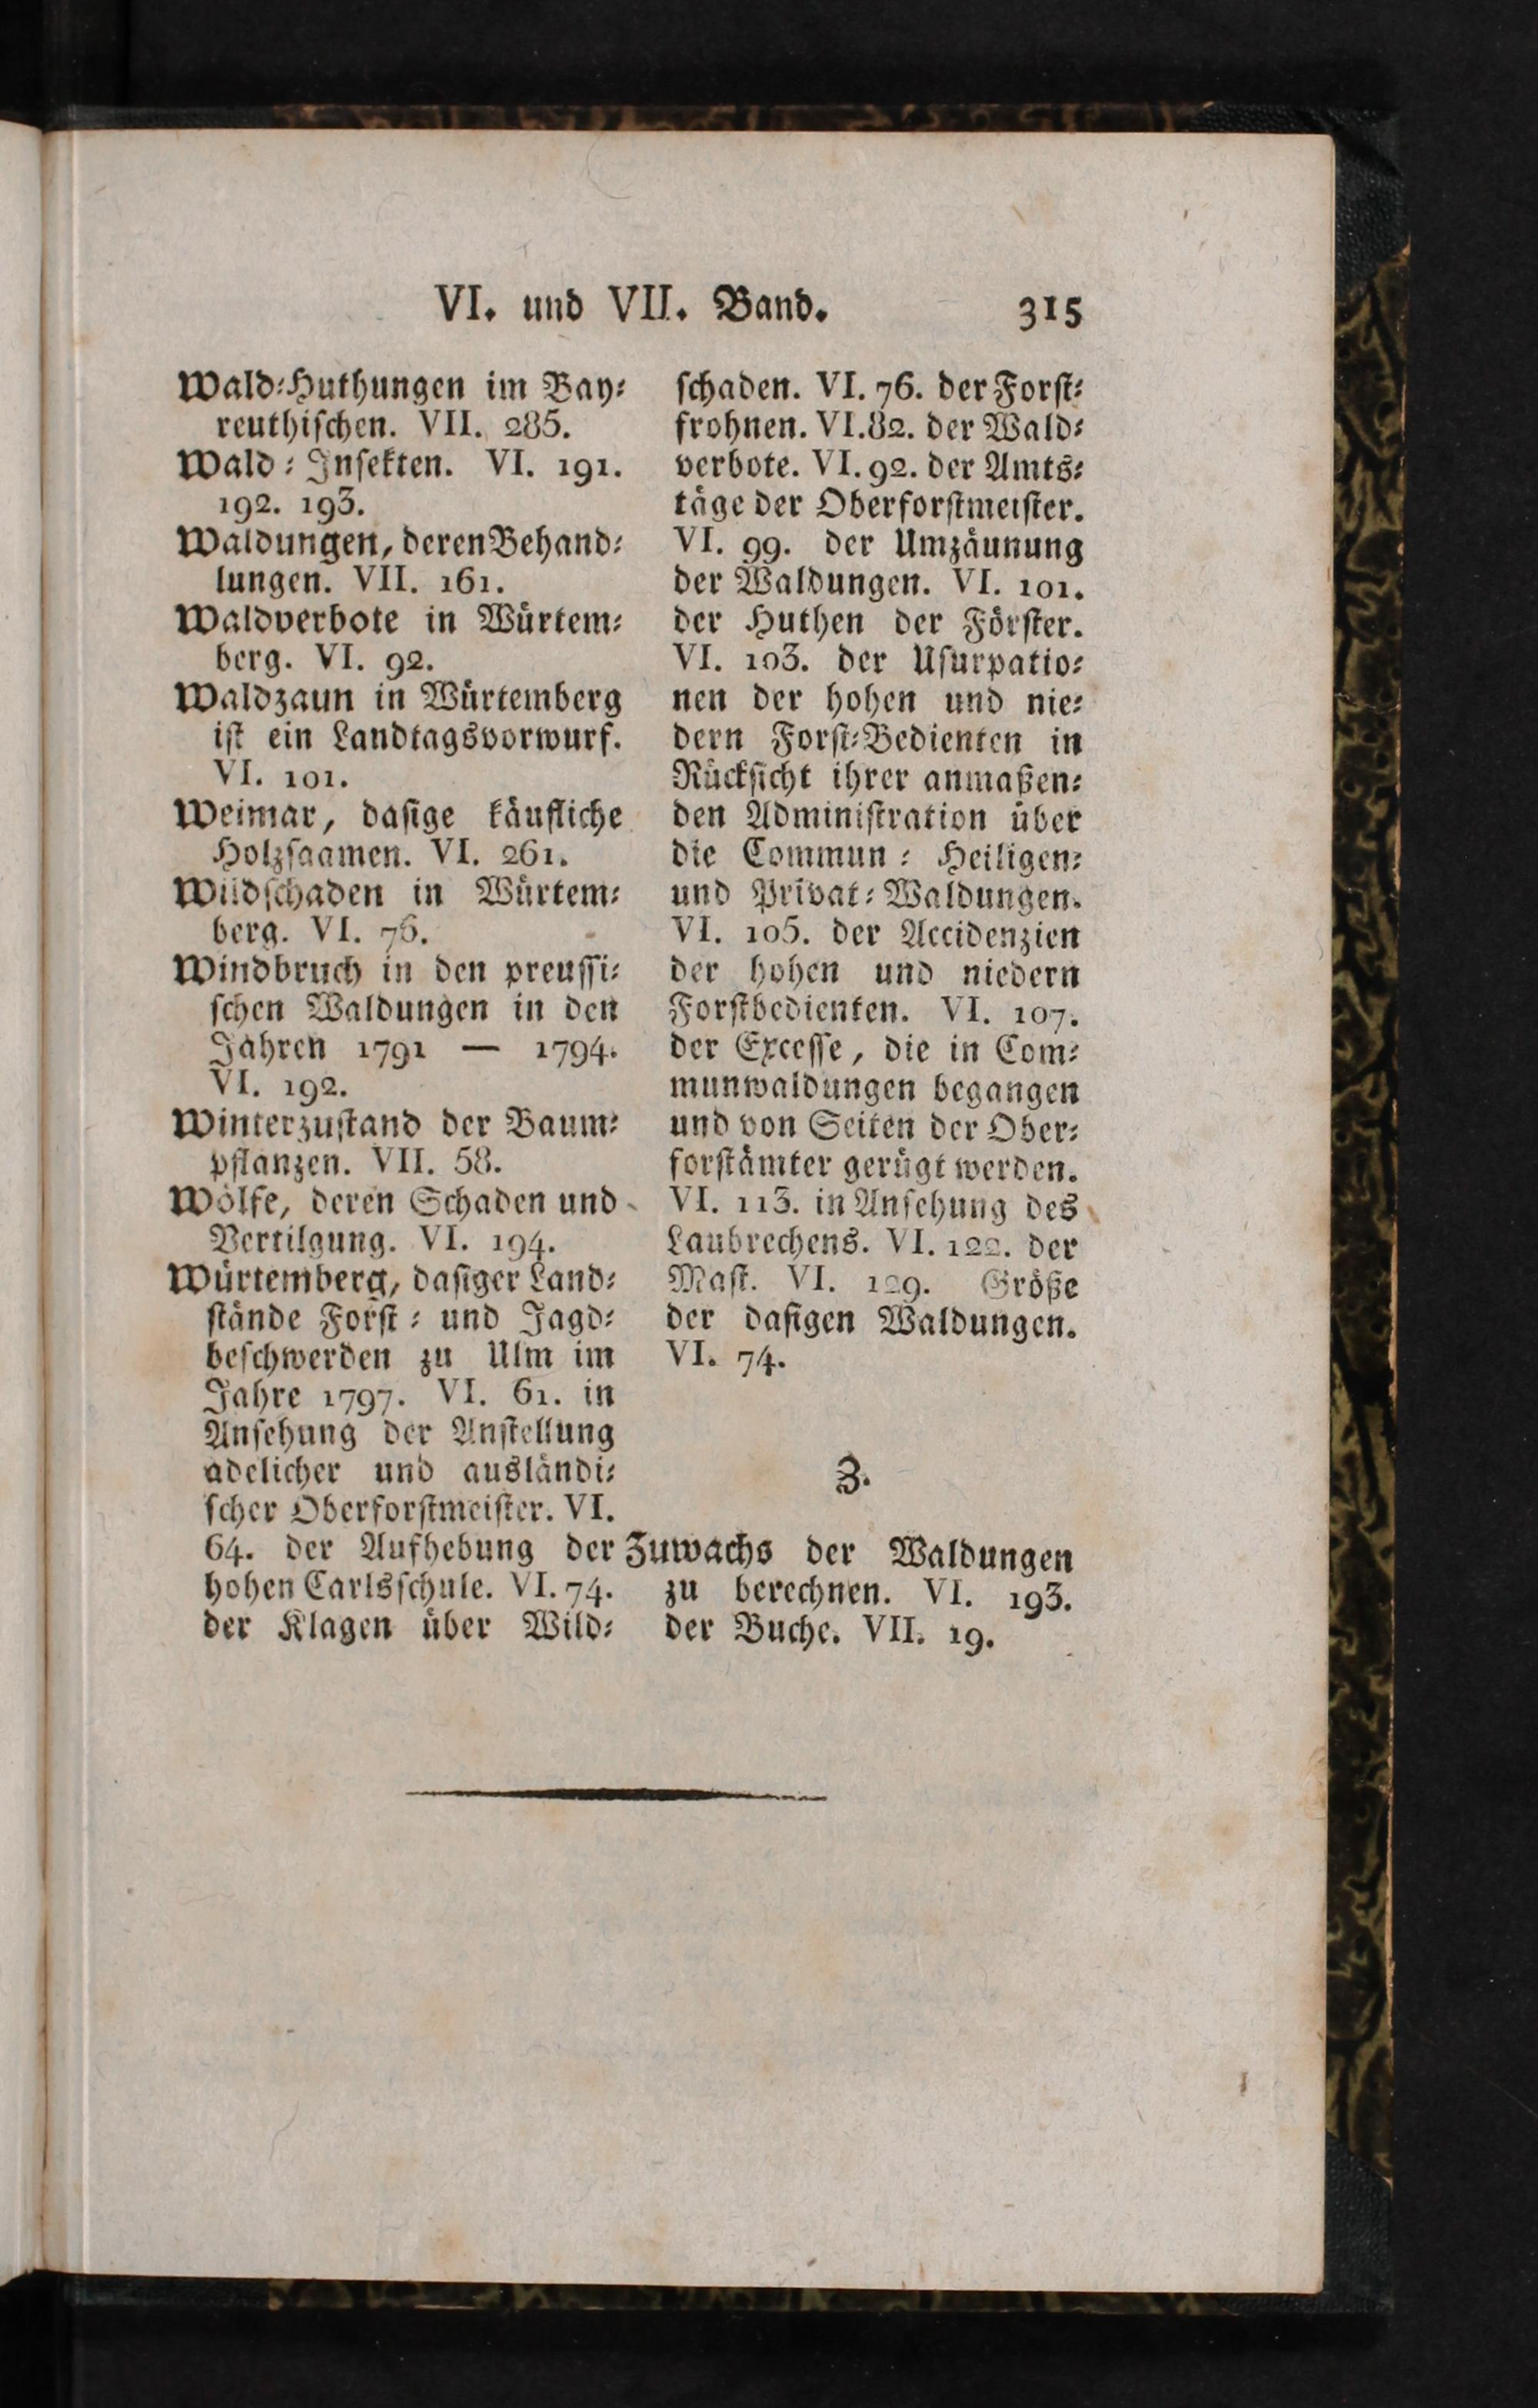 VI. und VII. Band. 315
Wald⸗Huthungen im Bay⸗
reuthiſchen. VII. 285.
Wald⸗Inſekten. VI. 191.
192. 193.
Waldungen, deren Behand⸗
lungen. VII. 161.
Waldverbote in Würtem⸗
berg. VI. 92.
Waldzaun in Würtemberg
iſt ein Landtagsvorwurf.
VI. 101.
Weimar, daſige käufliche
Holzſaamen. VI. 261.
Wildſchaden in Würtem⸗
berg. VI. 76.
Windbruch in den preuſſi⸗
ſchen Waldungen in den
Jahren 1791 — 1794.
VI. 192.
Winterzuſtand der Baum⸗
pflanzen. VII. 58.
Wölfe, deren Schaden und
Vertilgung. VI. 194.
Würtemberg, daſiger Land⸗
ſtände Forſt⸗ und Jagd⸗
beſchwerden zu Ulm im
Jahre 1797. VI. 61. in
Anſehung der Anſtellung
adelicher und ausländi⸗
ſcher Oberforſtmeiſter. VI.
64. der Aufhebung der
hohen Carlsſchule. VI. 74.
der Klagen über Wild⸗
ſchaden. VI. 76. der Forſt⸗
frohnen. VI. 82. der Wald⸗
verbote. VI. 92. der Amts⸗
täge der Oberforſtmeiſter.
VI. 99. der Umzäunung
der Waldungen. VI. 101.
der Huthen der Förſter.
VI. 103. der Uſurpatio⸗
nen der hohen und nie⸗
dern Forſt⸗Bedienten in
Rückſicht ihrer anmaßen⸗
den Adminiſtration über
die Commun⸗ Heiligen⸗
und Privat⸗Waldungen.
VI. 105. der Accidenzien
der hohen und niedern
Forſtbedienten. VI. 107.
der Exceſſe, die in Com⸗
munwaldungen begangen
und von Seiten der Ober⸗
forſtämter gerügt werden.
VI. 113. in Anſehung des
Laubrechens. VI. 122. der
Maſt. VI. 129. Größe
der daſigen Waldungen.
VI. 74.
Z.
Zuwachs der Waldungen
zu berechnen. VI. 193.
der Buche. VII. 19.